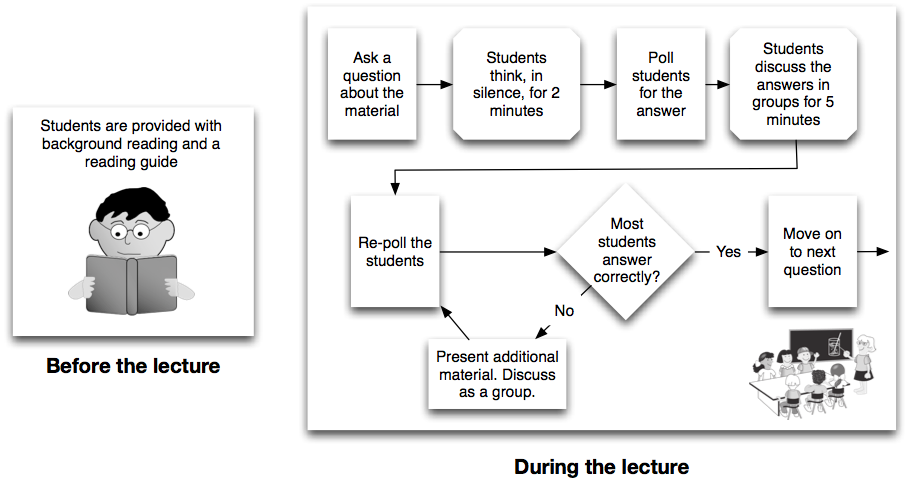 Students are provided with
background reading and a
reading guide
Before the lecture
Ask a
question
about the
material
Students
think, in
silence, for 2
minutes
Poll
students
for the
answer
Students
discuss the
answers in
groups for 5
minutes
Re-poll the
students
Most
students
answer
correctly?
Yes
Move on
to next
question
No
Present additional
material. Discuss
as a group.
During the lecture